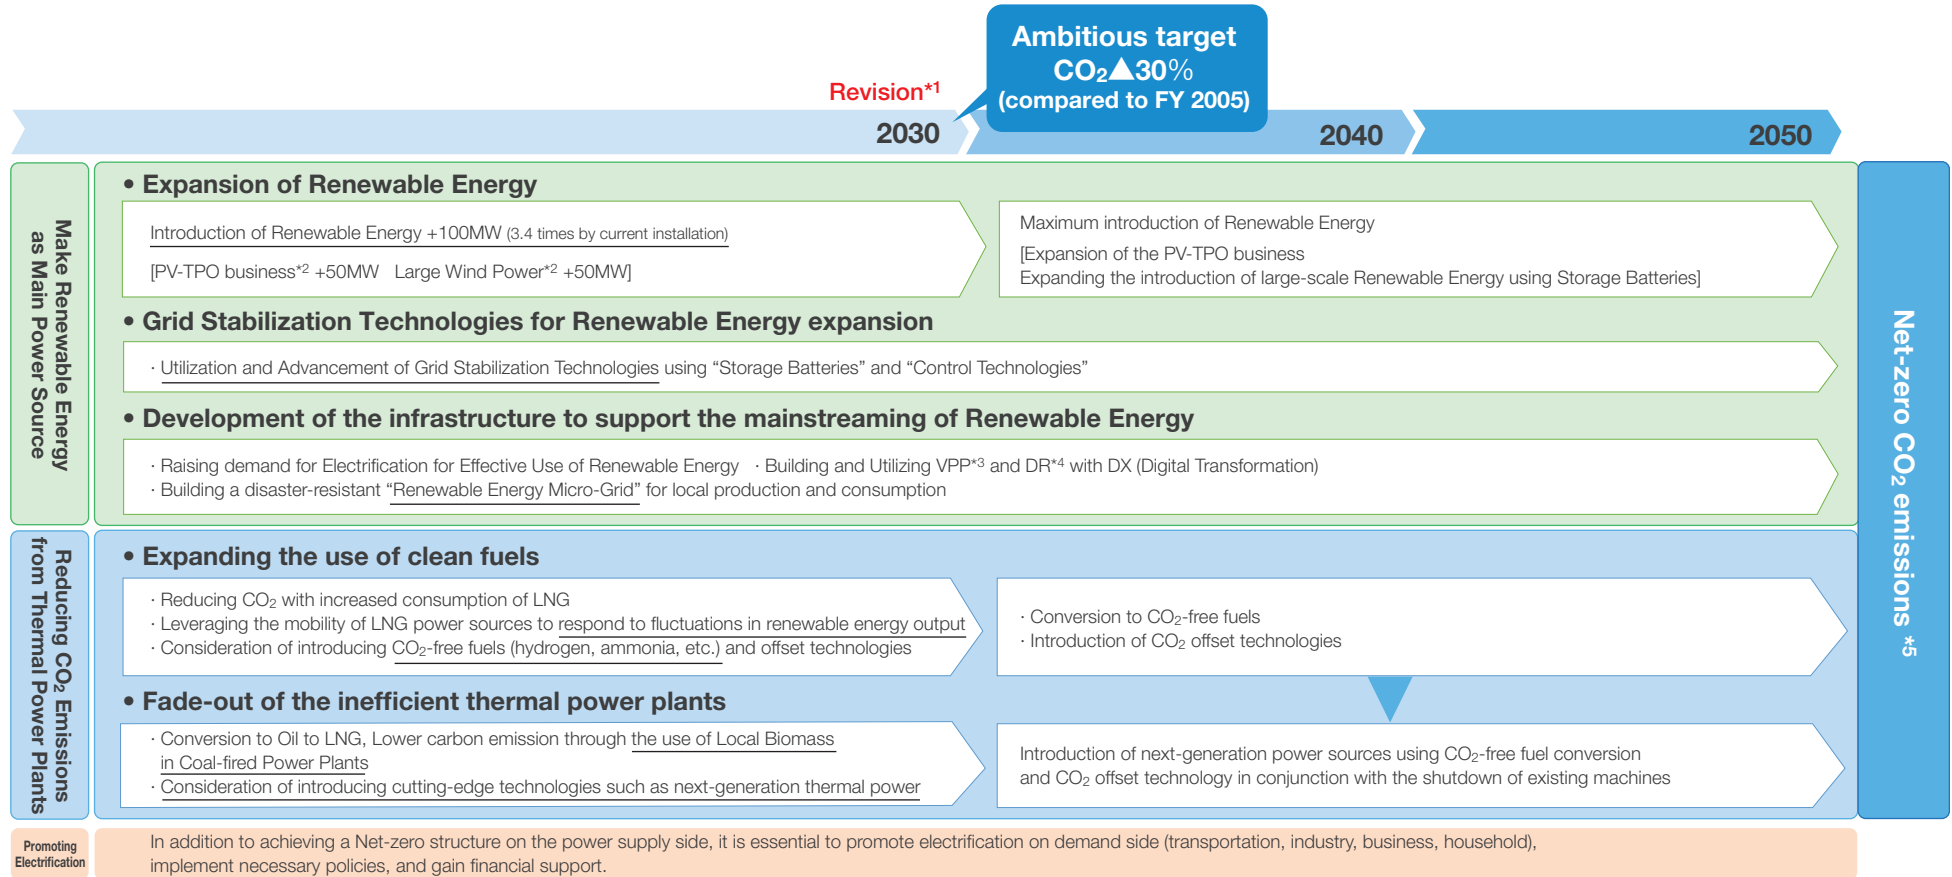 Ambitious target
CO₂▲30%
(compared to FY 2005)
Revision*1
2030
2040
2050
Make Renewable Energy
as Main Power Source
• Expansion of Renewable Energy
Introduction of Renewable Energy +100MW (3.4 times by current installation)
[PV-TPO business*2 +50MW Large Wind Power*2 +50MW]
Maximum introduction of Renewable Energy
[Expansion of the PV-TPO business
Expanding the introduction of large-scale Renewable Energy using Storage Batteries]
• Grid Stabilization Technologies for Renewable Energy expansion
· Utilization and Advancement of Grid Stabilization Technologies using “Storage Batteries” and “Control Technologies”
• Development of the infrastructure to support the mainstreaming of Renewable Energy
· Raising demand for Electrification for Effective Use of Renewable Energy · Building and Utilizing VPP*3 and DR*4 with DX (Digital Transformation)
· Building a disaster-resistant “Renewable Energy Micro-Grid” for local production and consumption
Reducing CO₂ Emissions
from Thermal Power Plants
• Expanding the use of clean fuels
· Reducing CO₂ with increased consumption of LNG
· Leveraging the mobility of LNG power sources to respond to fluctuations in renewable energy output
· Consideration of introducing CO₂-free fuels (hydrogen, ammonia, etc.) and offset technologies
· Conversion to CO₂-free fuels
· Introduction of CO₂ offset technologies
• Fade-out of the inefficient thermal power plants
· Conversion to Oil to LNG, Lower carbon emission through the use of Local Biomass
in Coal-fired Power Plants
· Consideration of introducing cutting-edge technologies such as next-generation thermal power
Introduction of next-generation power sources using CO₂-free fuel conversion
and CO₂ offset technology in conjunction with the shutdown of existing machines
Net-zero CO₂ emissions *5
Promoting
Electrification
In addition to achieving a Net-zero structure on the power supply side, it is essential to promote electrification on demand side (transportation, industry, business, household),
implement necessary policies, and gain financial support.